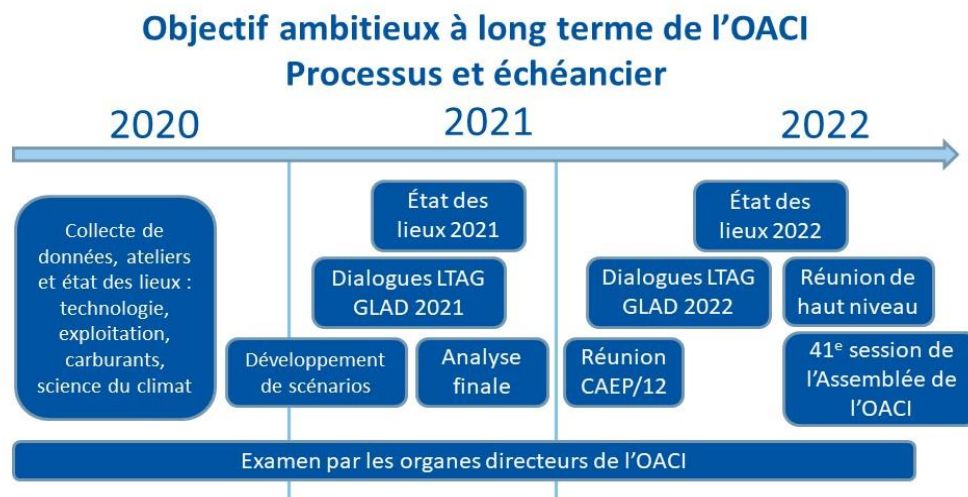 Objectif ambitieux à long terme de l’OACI
Processus et échéancier
2020
2021
2022
Collecte de
données, ateliers
et état des lieux :
technologie,
exploitation,
carburants,
science du climat
État des
lieux 2021
Dialogues LTAG
GLAD 2021
Développement
de scénarios
Analyse
finale
État des
lieux 2022
Dialogues LTAG
GLAD 2022
Réunion de
haut niveau
Réunion
CAEP/12
41e session de
l’Assemblée de
l’OACI
Examen par les organes directeurs de l’OACI